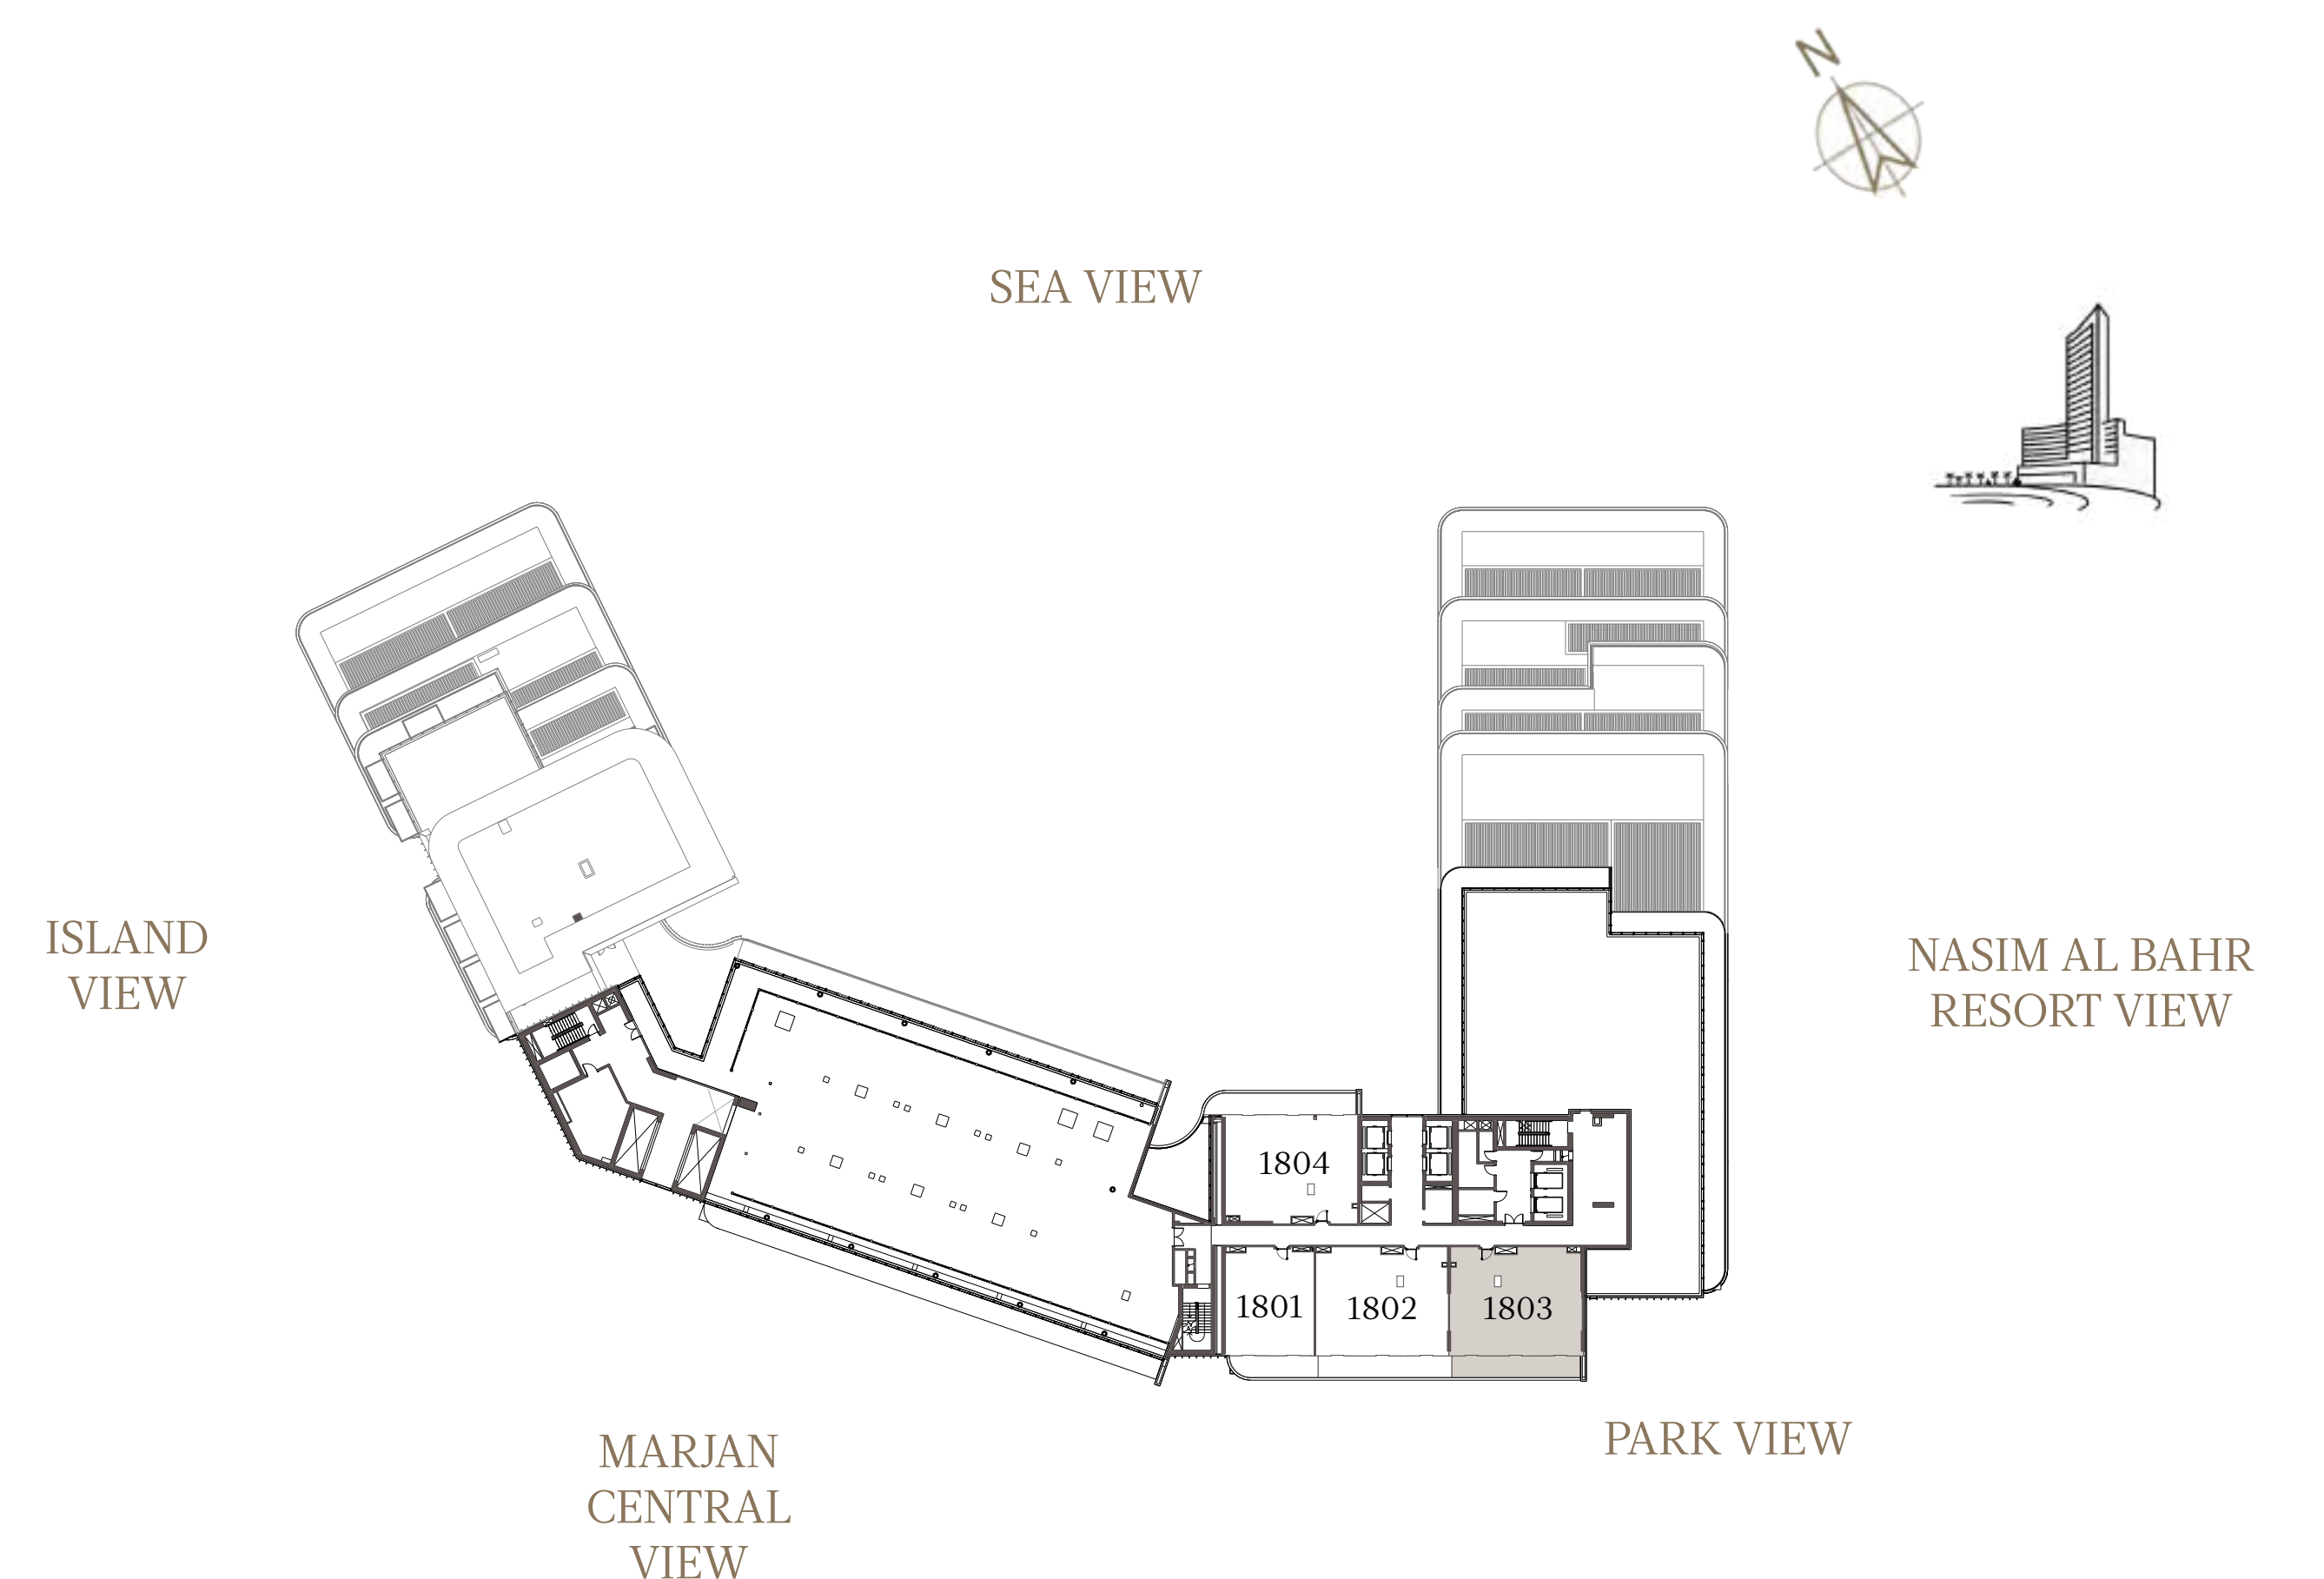 N
SEA VIEW
ISLAND
VIEW
NASIM AL BAHR
RESORT VIEW
1804
1801
1802
1803
PARK VIEW
MARJAN
CENTRAL
VIEW